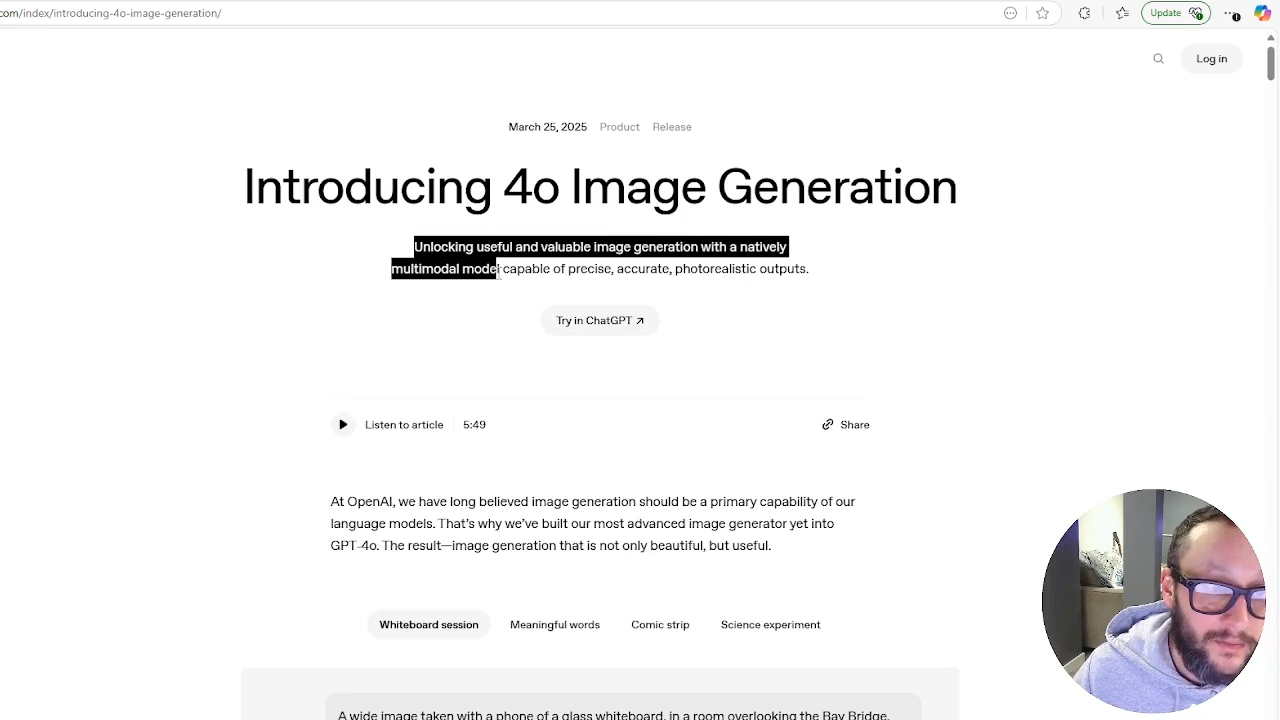 com/index/introducing-4o-image-generation/
Update
Log in
March 25, 2025 Product Release
Introducing 4o Image Generation
Unlocking useful and valuable image generation with a natively
multimodal model capable of precise, accurate, photorealistic outputs.
Try in ChatGPT ↗
Listen to article 5:49
Share
At OpenAI, we have long believed image generation should be a primary capability of our
language models. That's why we've built our most advanced image generator yet into
GPT‑4o. The result—image generation that is not only beautiful, but useful.
Whiteboard session Meaningful words Comic strip Science experiment
A wide image taken with a phone of a glass whiteboard, in a room overlooking the Bay Bridge.